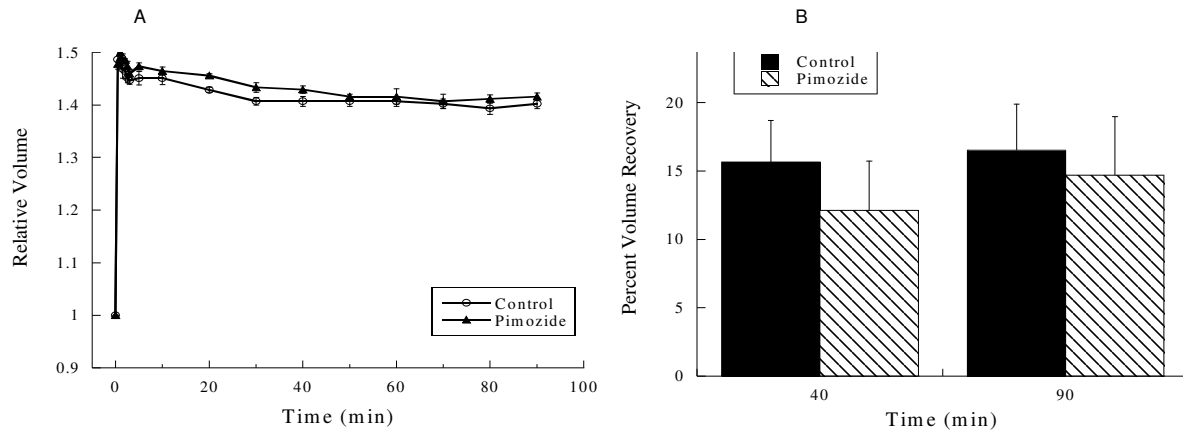 A
1.5
1.4
1.3
1.2
1.1
1
0.9
Relative Volume
Control
Pimozide
0
20
40
60
80
100
Time (min)
B
Control
Pimozide
20
15
10
5
0
Percent Volume Recovery
40
90
Time (min)